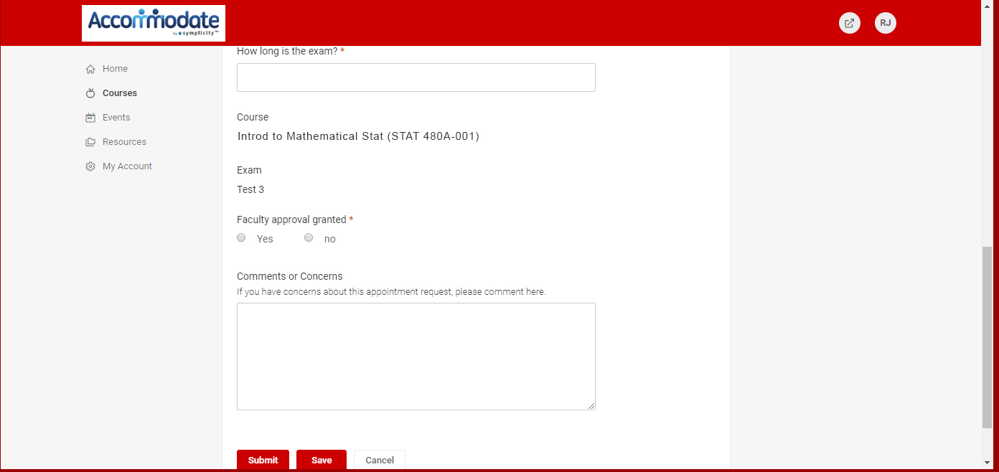 Accommodate
by symplicity™
RJ
Home
Courses
Events
Resources
My Account
How long is the exam? *
Course
Introd to Mathematical Stat (STAT 480A-001)
Exam
Test 3
Faculty approval granted *
Yes no
Comments or Concerns
If you have concerns about this appointment request, please comment here.
Submit Save Cancel